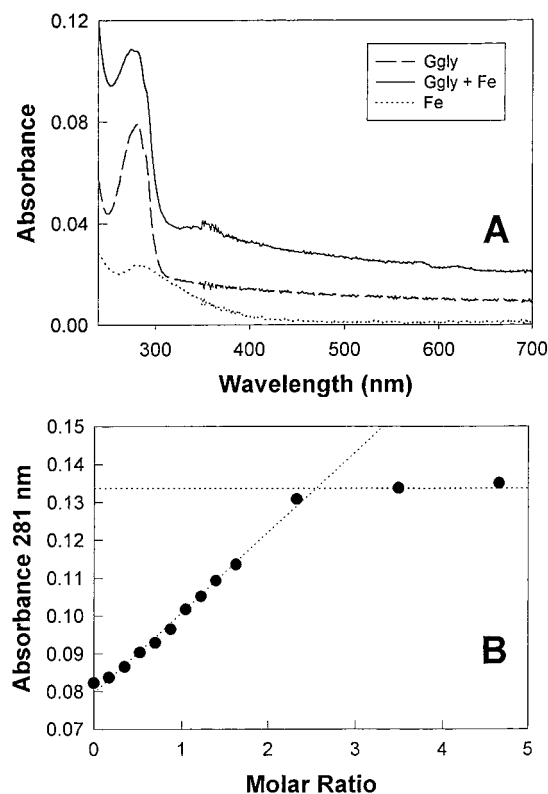 0.12
0.08
0.04
0.00
Absorbance
Ggly
Ggly + Fe
Fe
A
300 400 500 600 700
Wavelength (nm)
0.15
0.14
0.13
0.12
0.11
0.10
0.09
0.08
0.07
Absorbance 281 nm
B
0 1 2 3 4 5
Molar Ratio